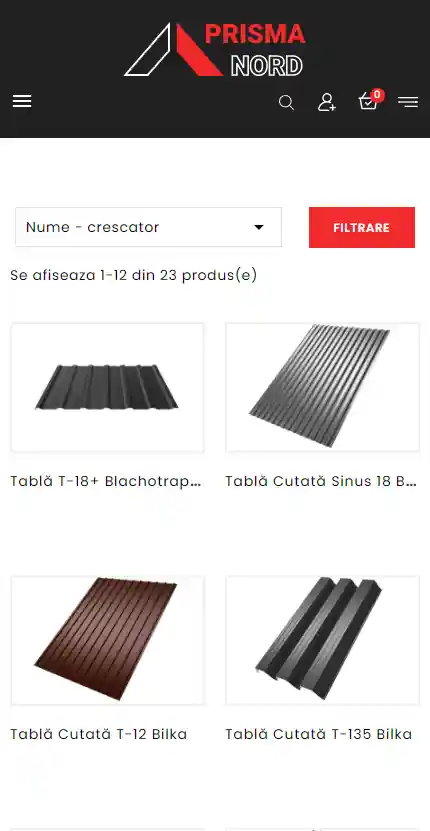 PRISMA
NORD
0
Nume - crescator
FILTRARE
Se afiseaza 1-12 din 23 produs(e)
Tablă T-18+ Blachotrap...
Tablă Cutată Sinus 18 B...
Tablă Cutată T-12 Bilka
Tablă Cutată T-135 Bilka